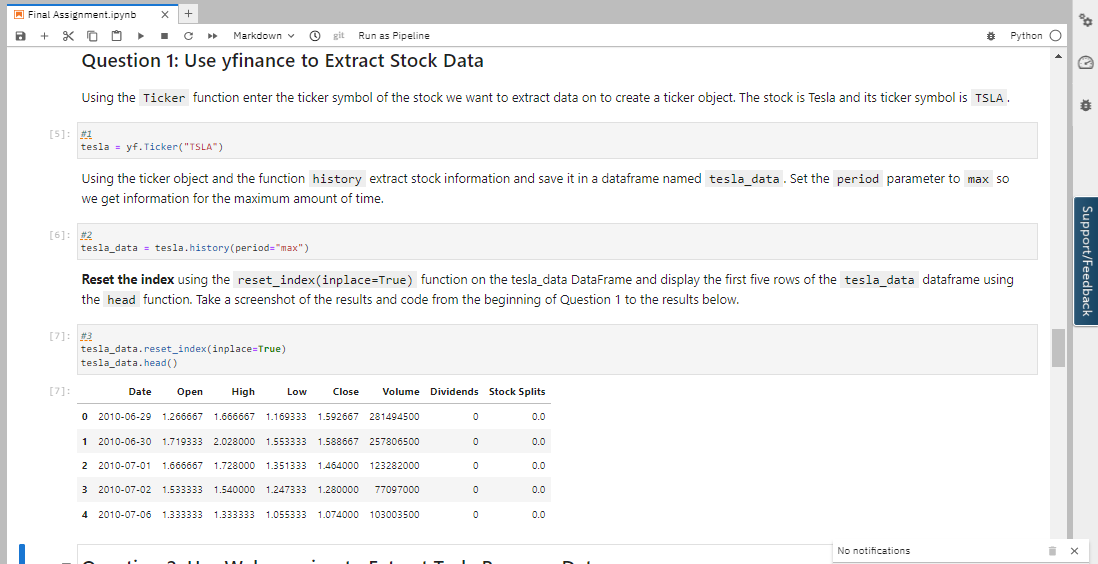 Final Assignment.ipynb
Markdown git Run as Pipeline Python
Question 1: Use yfinance to Extract Stock Data
Using the Ticker function enter the ticker symbol of the stock we want to extract data on to create a ticker object. The stock is Tesla and its ticker symbol is TSLA.
[5]: #1
tesla = yf.Ticker("TSLA")
Using the ticker object and the function history extract stock information and save it in a dataframe named tesla_data. Set the period parameter to max so
we get information for the maximum amount of time.
[6]: #2
tesla_data = tesla.history(period="max")
Reset the index using the reset_index(inplace=True) function on the tesla_data DataFrame and display the first five rows of the tesla_data dataframe using
the head function. Take a screenshot of the results and code from the beginning of Question 1 to the results below.
[7]: #3
tesla_data.reset_index(inplace=True)
tesla_data.head()
[7]: Date Open High Low Close Volume Dividends Stock Splits
0 2010-06-29 1.266667 1.666667 1.169333 1.592667 281494500 0 0.0
1 2010-06-30 1.719333 2.028000 1.553333 1.588667 257806500 0 0.0
2 2010-07-01 1.666667 1.728000 1.351333 1.464000 123282000 0 0.0
3 2010-07-02 1.533333 1.540000 1.247333 1.280000 77097000 0 0.0
4 2010-07-06 1.333333 1.333333 1.055333 1.074000 103003500 0 0.0
Support/Feedback
No notifications